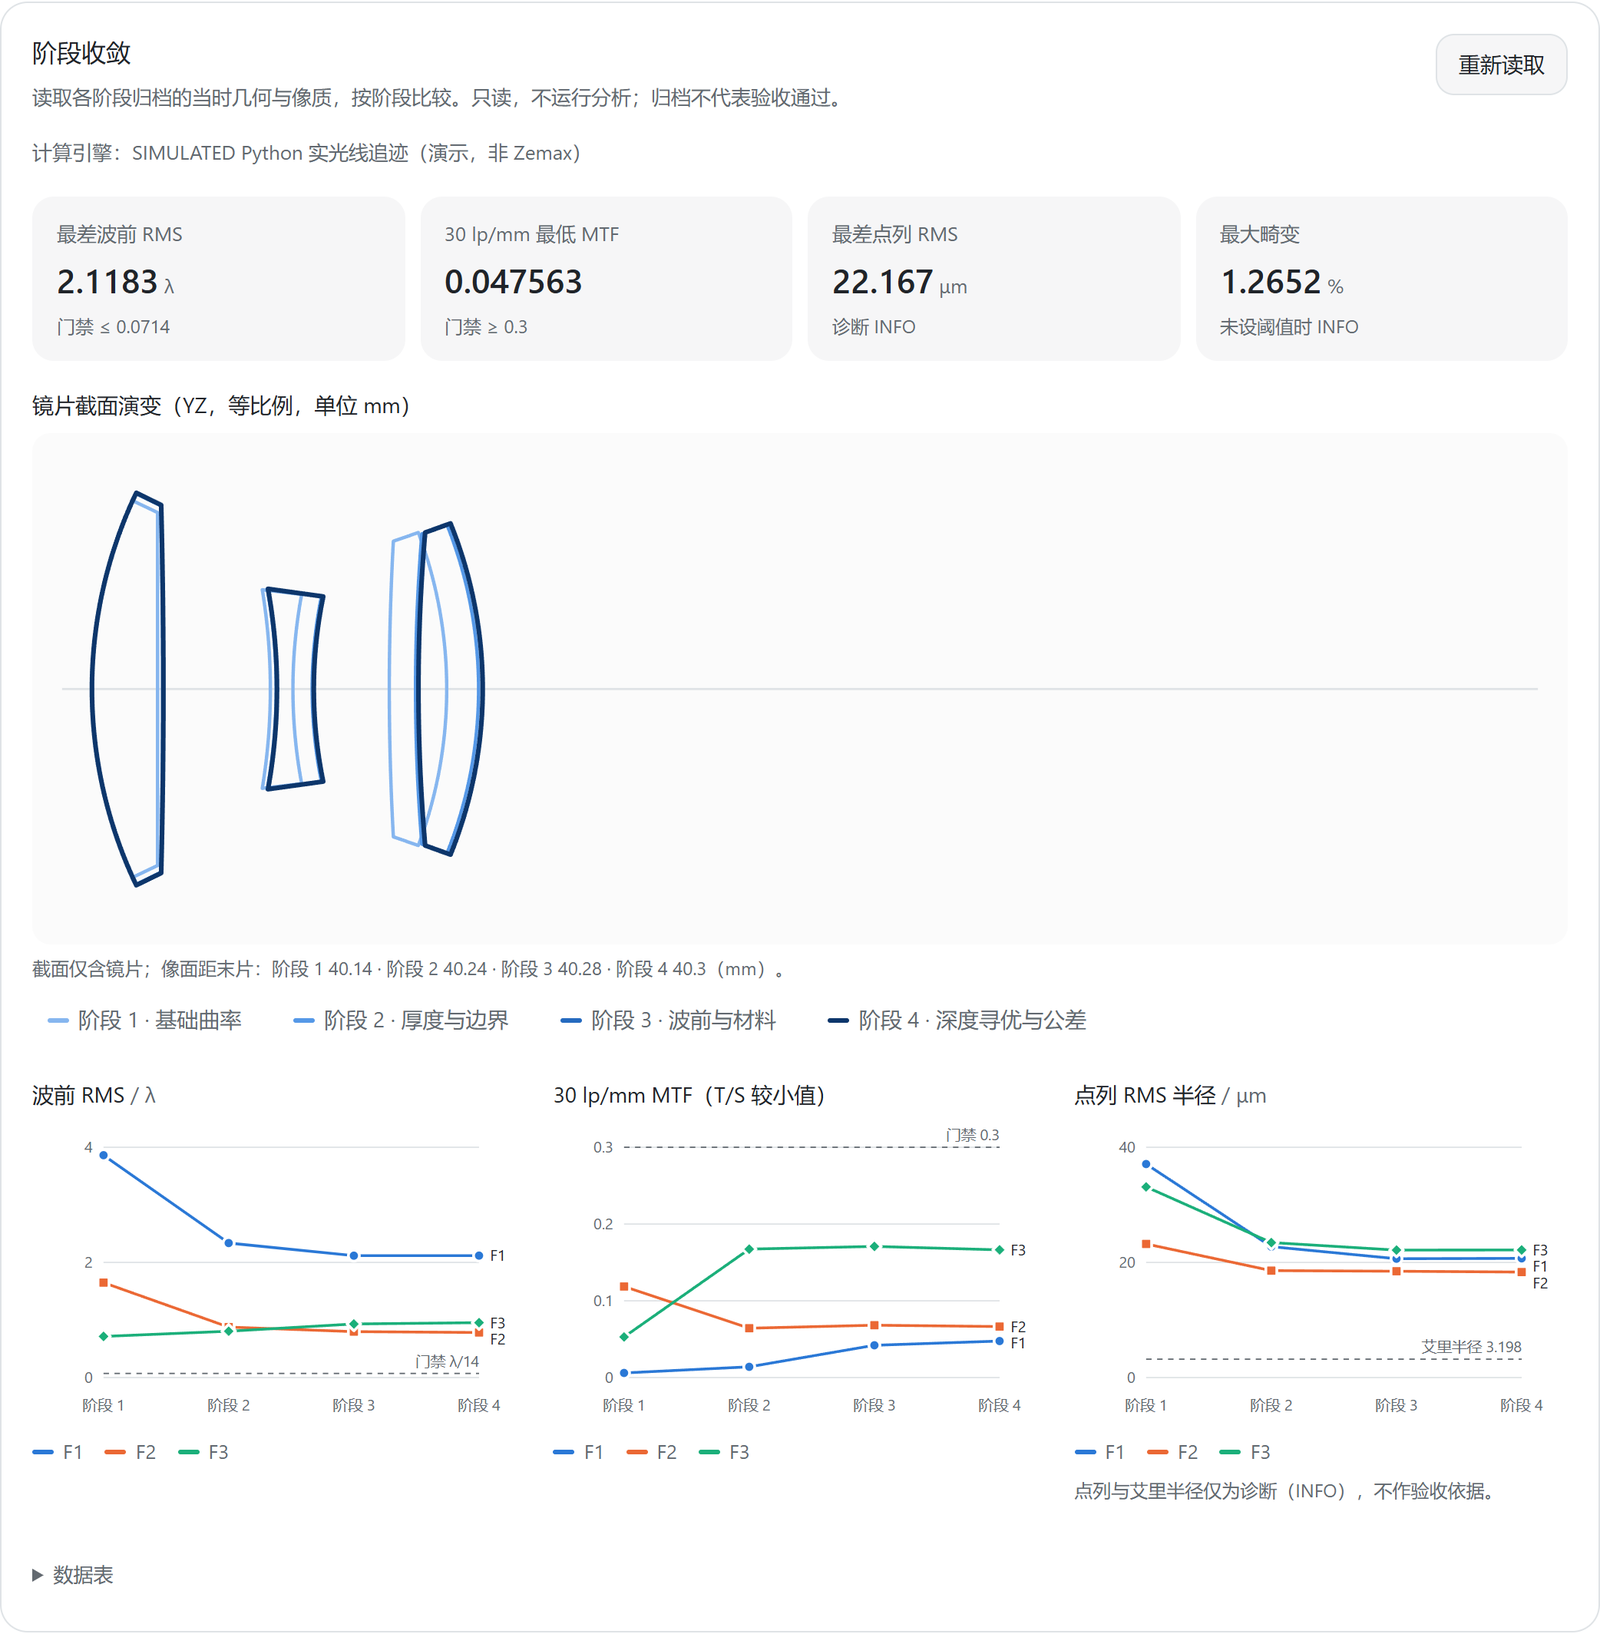 阶段收敛
重新读取
读取各阶段归档的当时几何与像质，按阶段比较。只读，不运行分析；归档不代表验收通过。
计算引擎：SIMULATED Python 实光线追迹（演示，非 Zemax）
最差波前 RMS
2.1183 λ
门禁 ≤ 0.0714
30 lp/mm 最低 MTF
0.047563
门禁 ≥ 0.3
最差点列 RMS
22.167 µm
诊断 INFO
最大畸变
1.2652 %
未设阈值时 INFO
镜片截面演变（YZ，等比例，单位 mm）
截面仅含镜片；像面距末片：阶段 1 40.14 · 阶段 2 40.24 · 阶段 3 40.28 · 阶段 4 40.3（mm）。
阶段 1 · 基础曲率 阶段 2 · 厚度与边界 阶段 3 · 波前与材料 阶段 4 · 深度寻优与公差
波前 RMS / λ
4
2
0
F1
F3
F2
门禁 λ/14
阶段 1 阶段 2 阶段 3 阶段 4
F1 F2 F3
30 lp/mm MTF（T/S 较小值）
门禁 0.3
0.3
0.2
0.1
0
F3
F2
F1
阶段 1 阶段 2 阶段 3 阶段 4
F1 F2 F3
点列 RMS 半径 / µm
40
20
0
F3
F1
F2
艾里半径 3.198
阶段 1 阶段 2 阶段 3 阶段 4
F1 F2 F3
点列与艾里半径仅为诊断（INFO），不作验收依据。
▶ 数据表